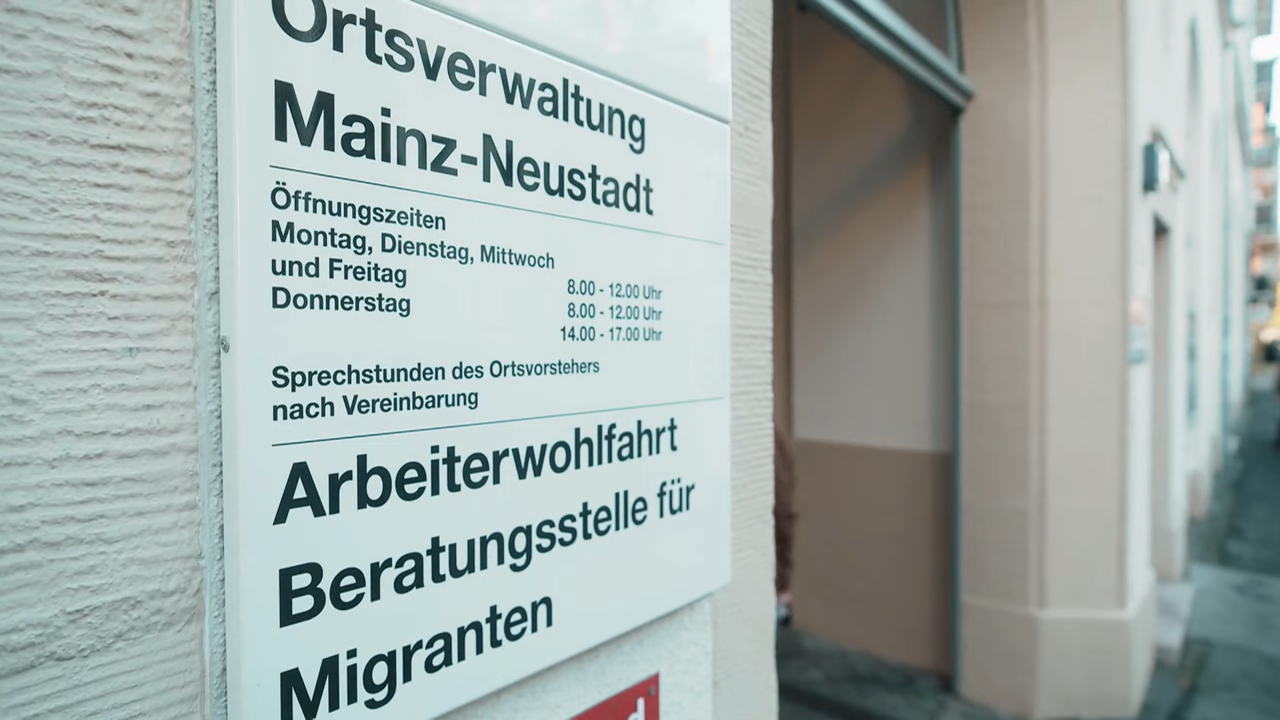 Ortsverwaltung
Mainz-Neustadt
Öffnungszeiten
Montag, Dienstag, Mittwoch
und Freitag 8.00 - 12.00 Uhr
Donnerstag 8.00 - 12.00 Uhr
14.00 - 17.00 Uhr
Sprechstunden des Ortsvorstehers
nach Vereinbarung
Arbeiterwohlfahrt
Beratungsstelle für
Migranten